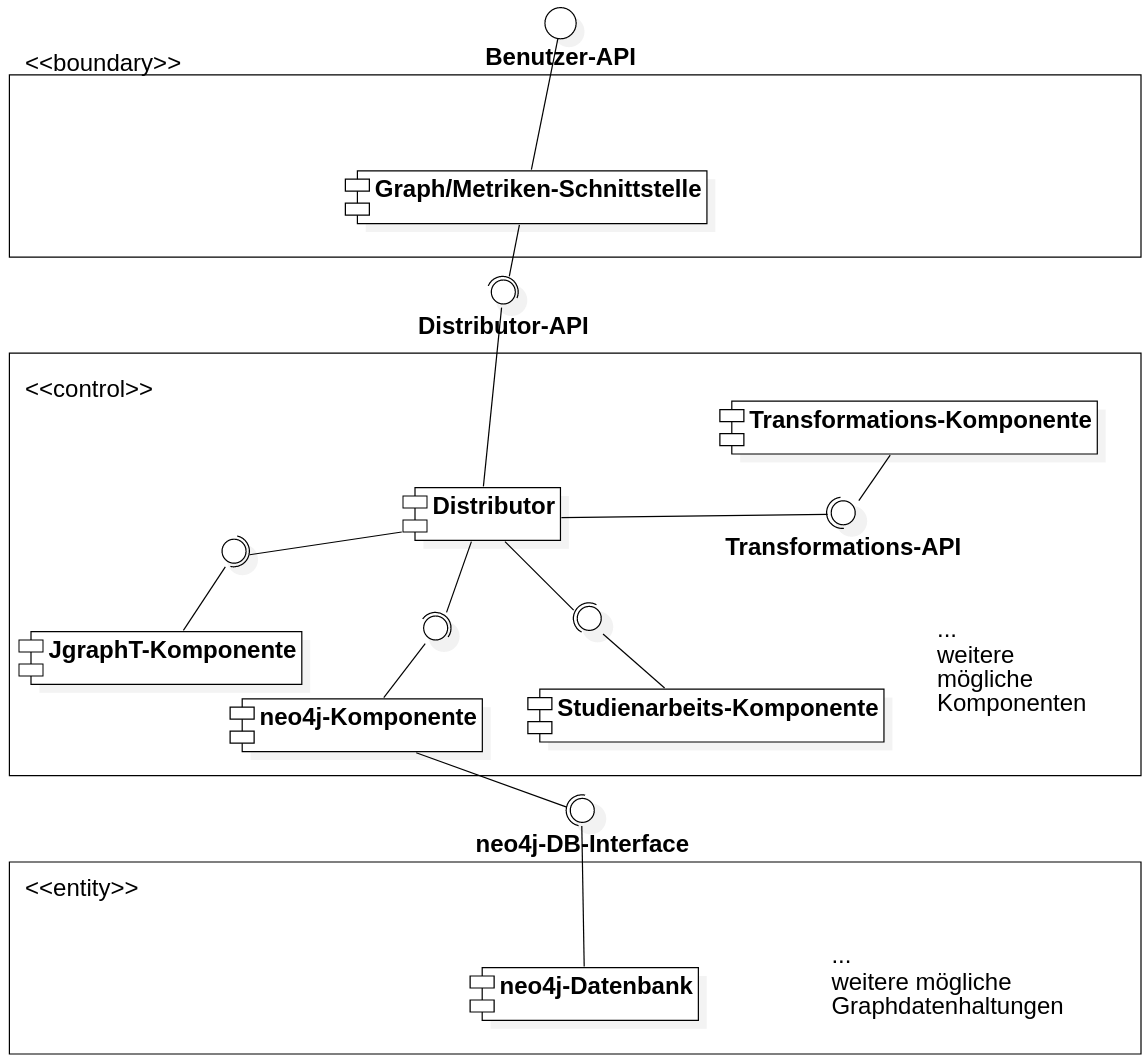 Benutzer-API
<<boundary>>
Graph/Metriken-Schnittstelle
Distributor-API
<<control>>
Transformations-Komponente
Distributor
Transformations-API
JgraphT-Komponente
neo4j-Komponente
Studienarbeits-Komponente
...
weitere
mögliche
Komponenten
neo4j-DB-Interface
<<entity>>
neo4j-Datenbank
...
weitere mögliche
Graphdatenhaltungen